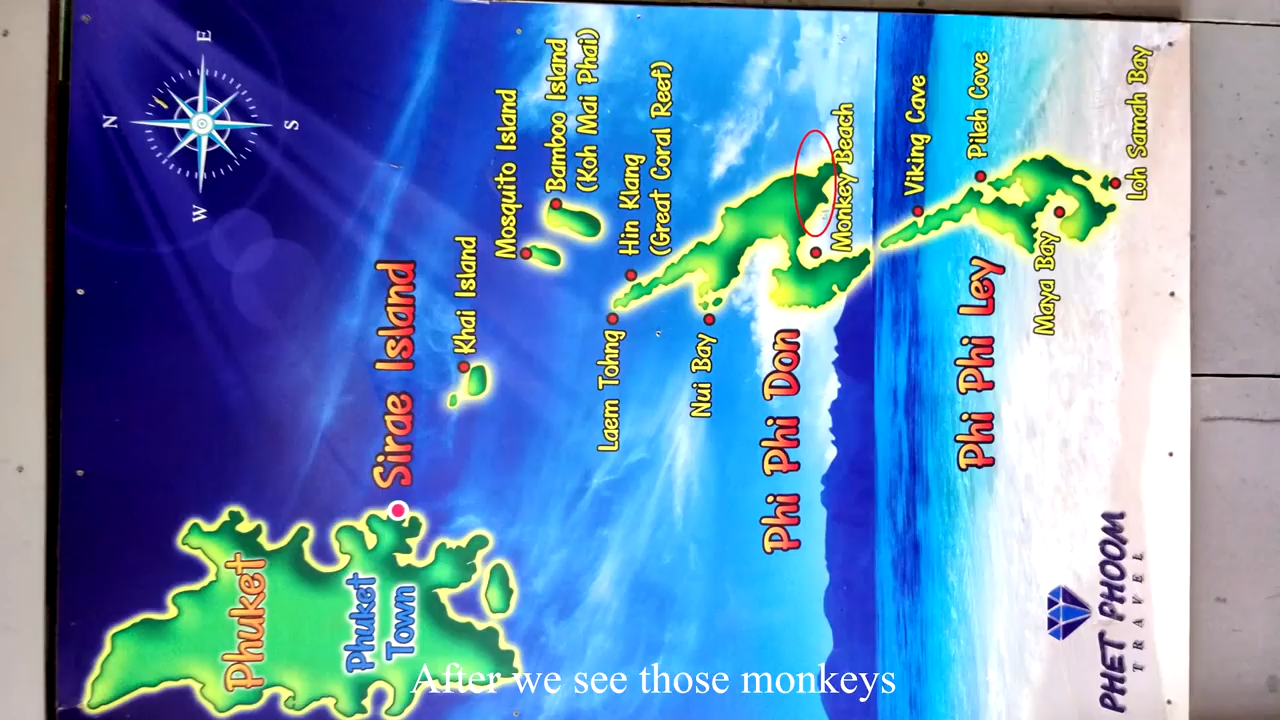 N
E
S
W
Phuket
Phuket
Town
Sirae Island
Khai Island
Mosquito Island
Bamboo Island
(Koh Mai Phai)
Hin Klang
(Great Coral Reef)
Laem Tohng
Nui Bay
Monkey Beach
Phi Phi Don
Viking Cave
Pileh Cove
Phi Phi Ley
Maya Bay
Loh Samah Bay
PHET PHOOM
TRAVEL
After we see those monkeys